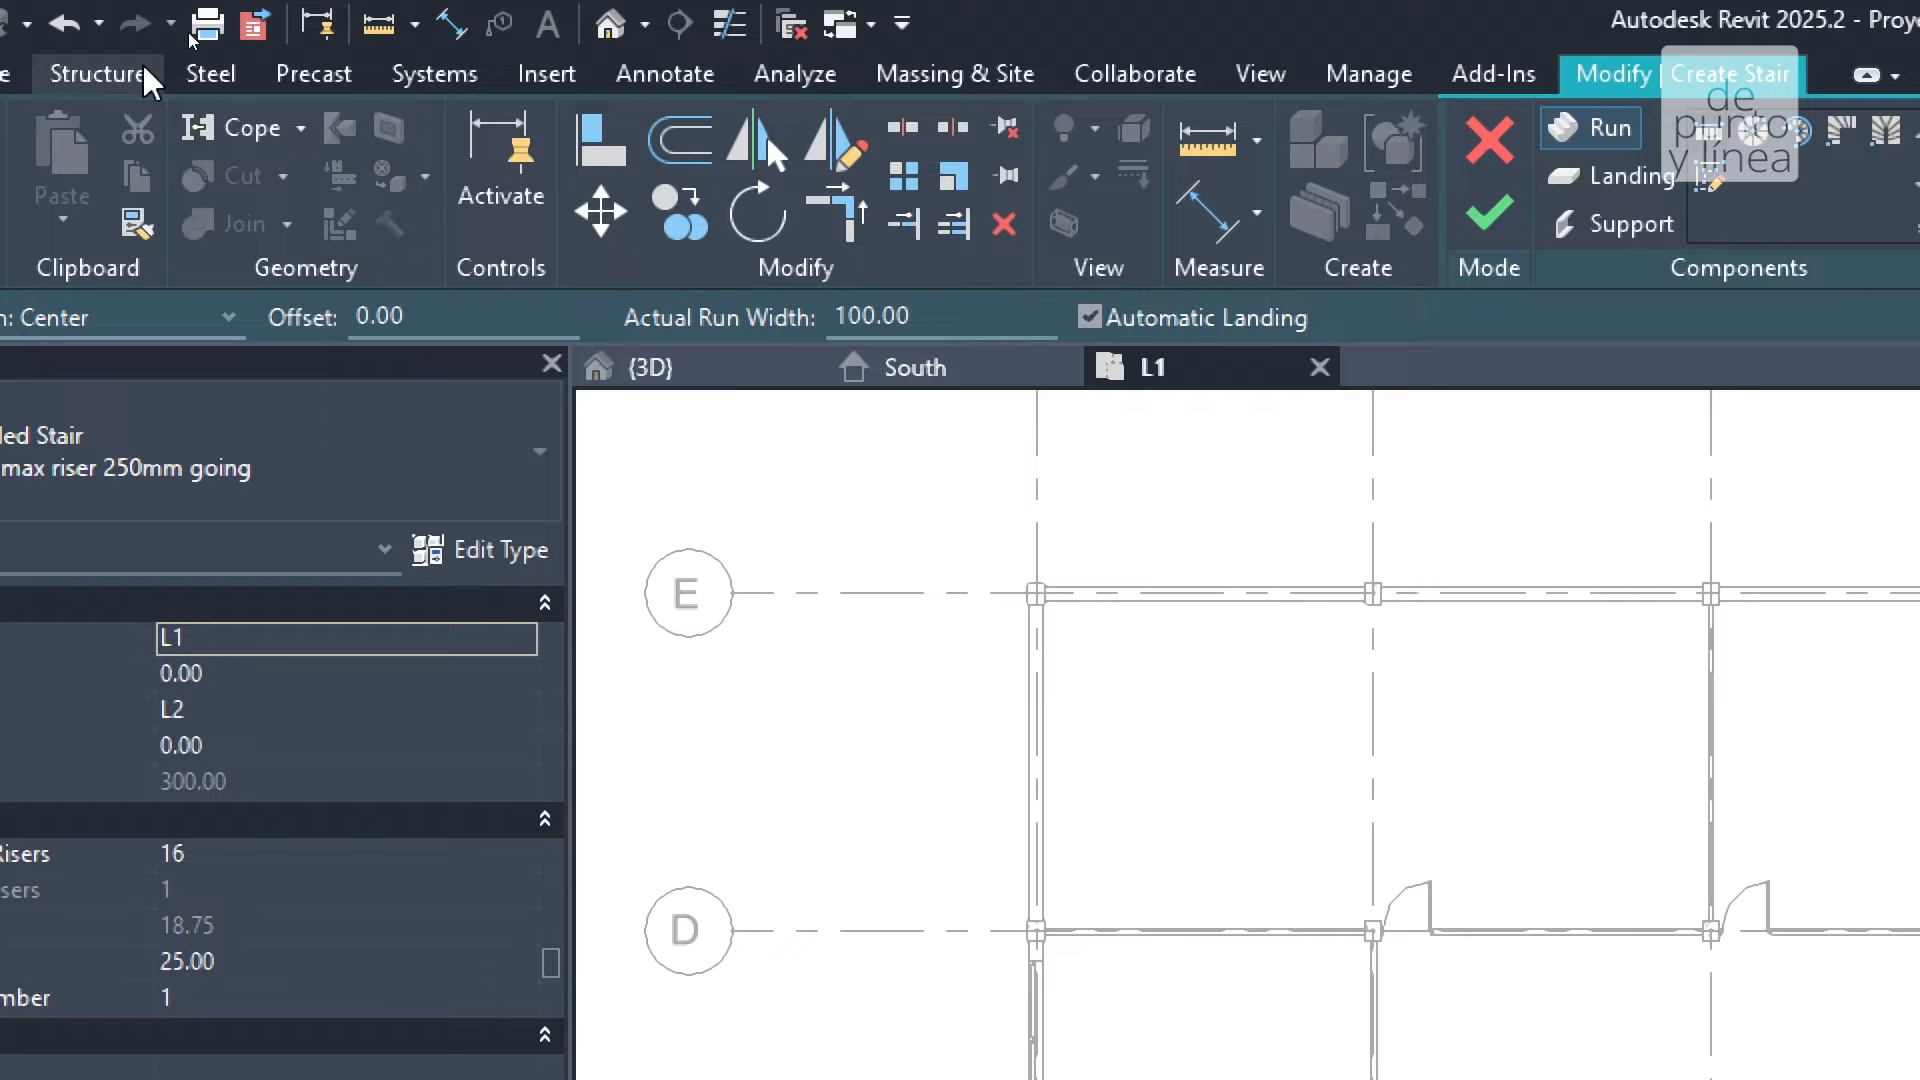 Autodesk Revit 2025.2 - Proye
e Structure Steel Precast Systems Insert Annotate Analyze Massing & Site Collaborate View Manage Add-Ins Modify | Create Stair
de punto y línea
Paste
Cope
Cut
Join
Activate
Run
Landing
Support
Clipboard Geometry Controls Modify View Measure Create Mode Components
n: Center Offset: 0.00 Actual Run Width: 100.00 Automatic Landing
{3D} South L1
led Stair
max riser 250mm going
Edit Type
L1
0.00
L2
0.00
300.00
Risers 16
sers 1
18.75
25.00
mber 1
E
D